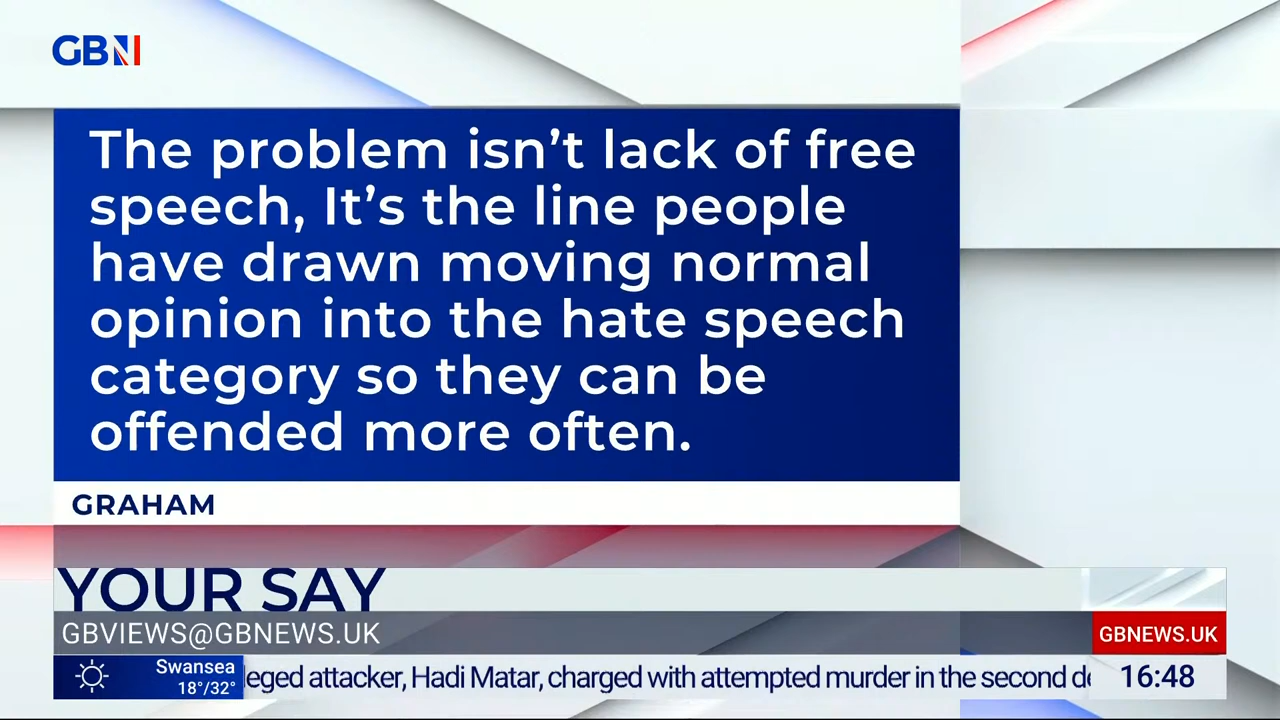 GBN
The problem isn't lack of free
speech, It's the line people
have drawn moving normal
opinion into the hate speech
category so they can be
offended more often.
GRAHAM
YOUR SAY
GBVIEWS@GBNEWS.UK
GBNEWS.UK
Swansea
18°/32°
leged attacker, Hadi Matar, charged with attempted murder in the second de
16:48